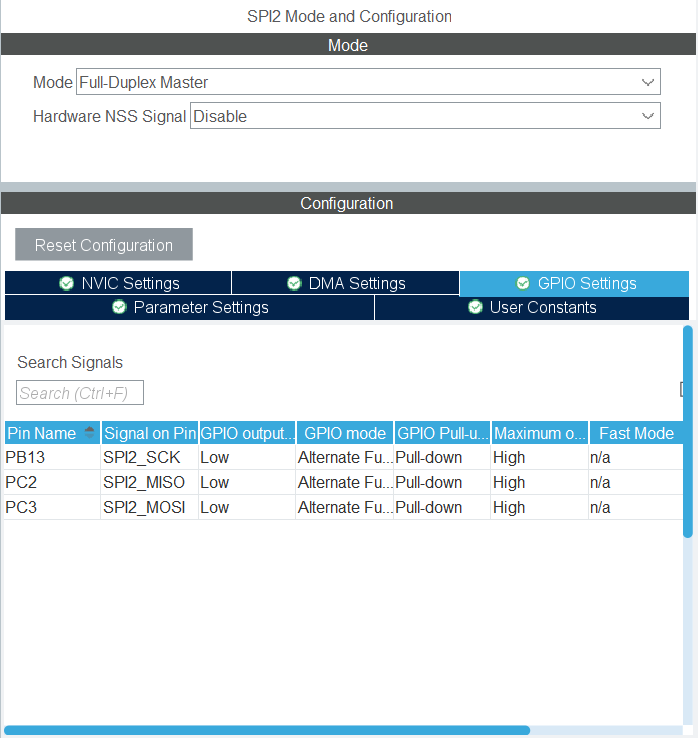 SPI2 Mode and Configuration
Mode
Mode Full-Duplex Master
Hardware NSS Signal Disable
Configuration
Reset Configuration
NVIC Settings DMA Settings GPIO Settings
Parameter Settings User Constants
Search Signals
Search (Ctrl+F)
Pin Name Signal on Pin GPIO output... GPIO mode GPIO Pull-u... Maximum o... Fast Mode
PB13 SPI2_SCK Low Alternate Fu... Pull-down High n/a
PC2 SPI2_MISO Low Alternate Fu... Pull-down High n/a
PC3 SPI2_MOSI Low Alternate Fu... Pull-down High n/a